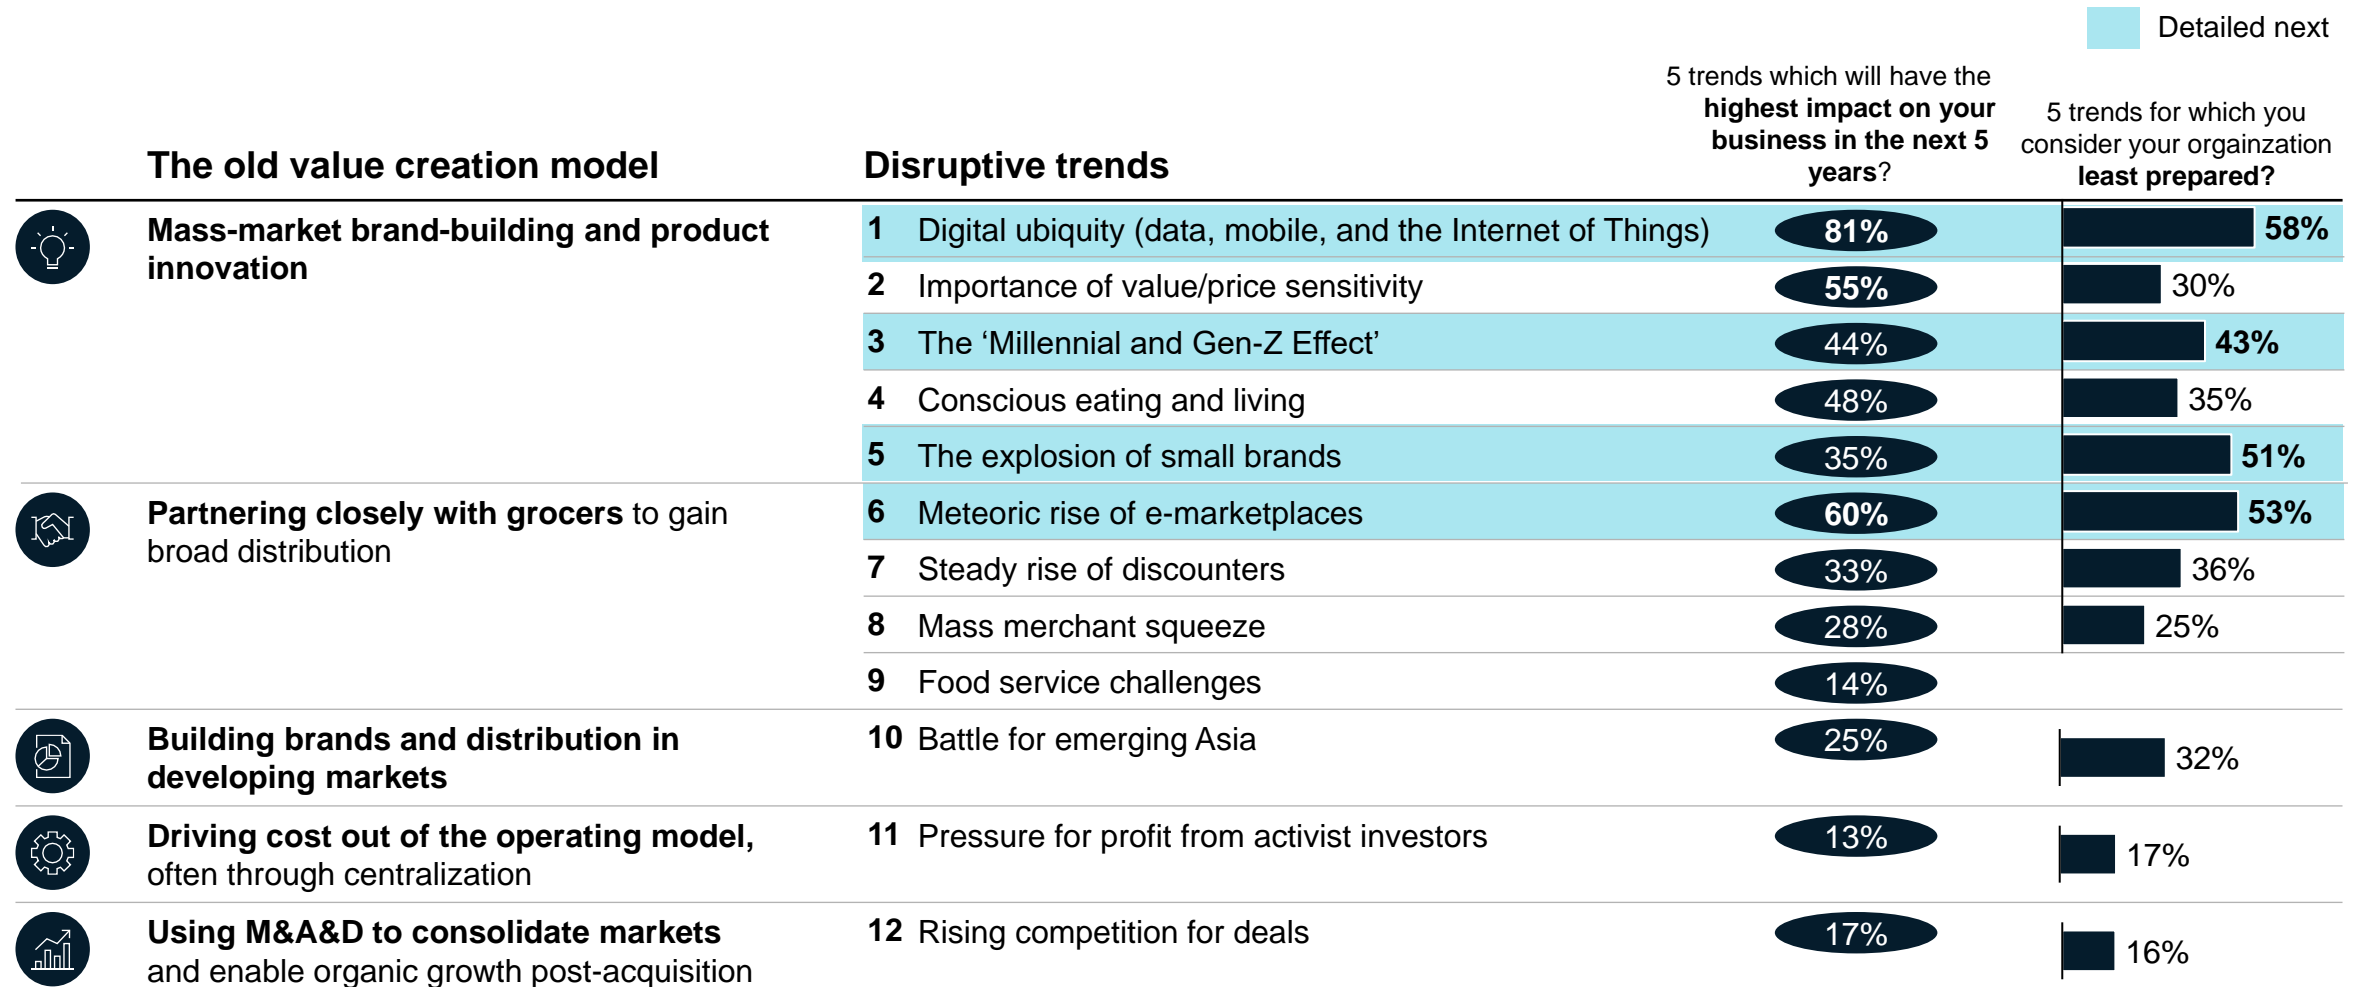 Detailed next
5 trends which will have the
highest impact on your
business in the next 5
years?
5 trends for which you
consider your orgainzation
least prepared?
The old value creation model
Disruptive trends
Mass-market brand-building and product
innovation
1 Digital ubiquity (data, mobile, and the Internet of Things) 81% 58%
2 Importance of value/price sensitivity 55% 30%
3 The ‘Millennial and Gen-Z Effect’ 44% 43%
4 Conscious eating and living 48% 35%
5 The explosion of small brands 35% 51%
Partnering closely with grocers to gain
broad distribution
6 Meteoric rise of e-marketplaces 60% 53%
7 Steady rise of discounters 33% 36%
8 Mass merchant squeeze 28% 25%
9 Food service challenges 14%
Building brands and distribution in
developing markets
10 Battle for emerging Asia 25% 32%
Driving cost out of the operating model,
often through centralization
11 Pressure for profit from activist investors 13% 17%
Using M&A&D to consolidate markets
and enable organic growth post-acquisition
12 Rising competition for deals 17% 16%